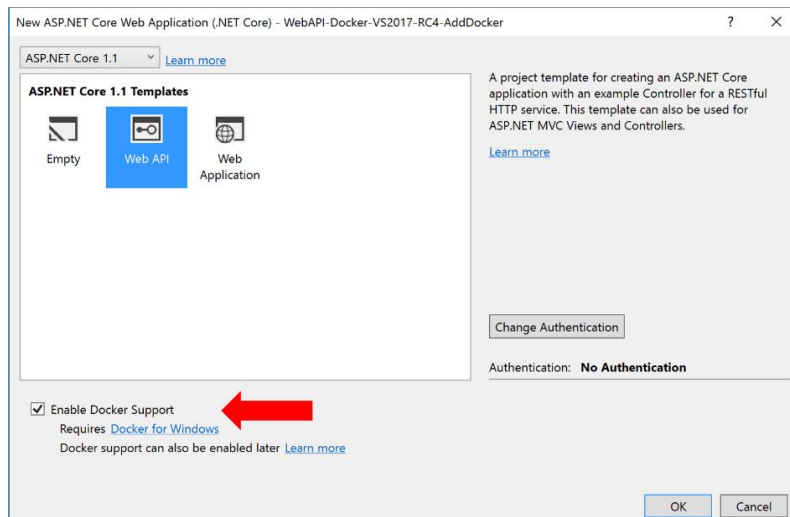 New ASP.NET Core Web Application (.NET Core) - WebAPI-Docker-VS2017-RC4-AddDocker
ASP.NET Core 1.1 Learn more
ASP.NET Core 1.1 Templates
Empty
Web API
Web
Application
A project template for creating an ASP.NET Core
application with an example Controller for a RESTful
HTTP service. This template can also be used for
ASP.NET MVC Views and Controllers.
Learn more
Change Authentication
Authentication: No Authentication
Enable Docker Support
Requires Docker for Windows
Docker support can also be enabled later Learn more
OK
Cancel